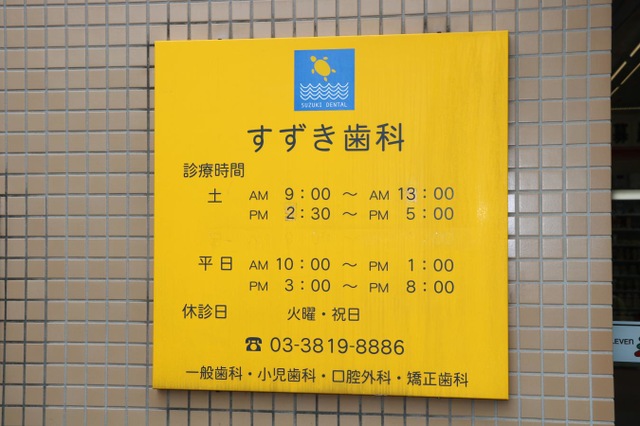 SUZUKI DENTAL
すずき歯科
診療時間
土 AM 9:00 ～ AM 13:00
PM 2:30 ～ PM 5:00
平日 AM 10:00 ～ PM 1:00
PM 3:00 ～ PM 8:00
休診日 火曜・祝日
☎ 03-3819-8886
一般歯科・小児歯科・口腔外科・矯正歯科
ELEVEN